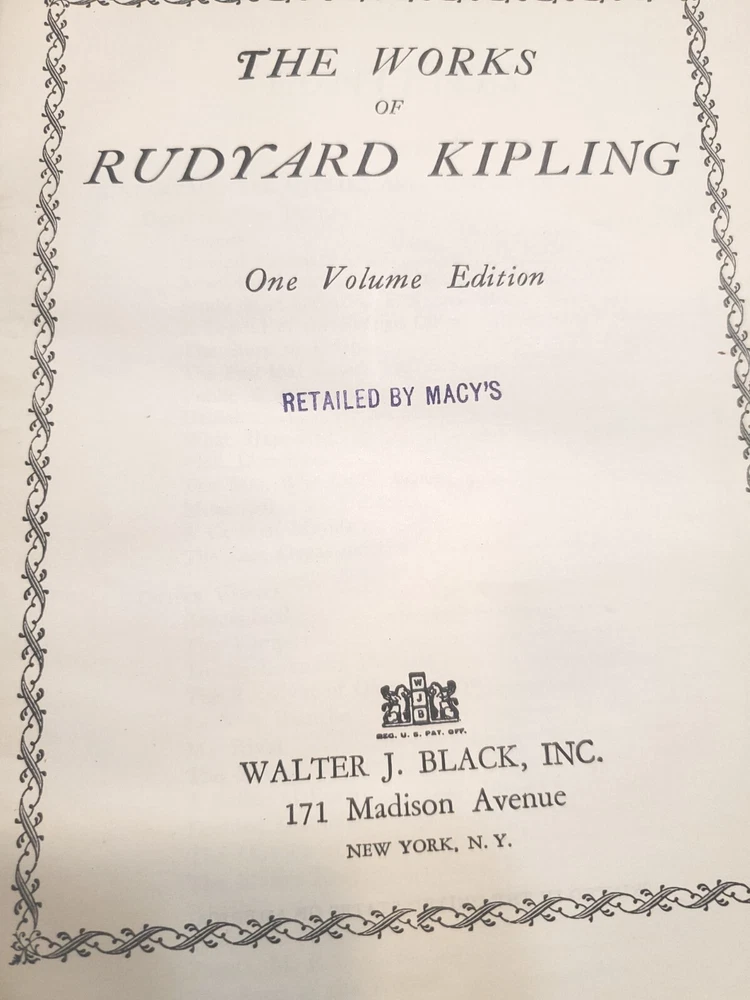 THE WORKS
OF
RUDYARD KIPLING
One Volume Edition
RETAILED BY MACY'S
W
J
B
REG. U. S. PAT. OFF.
WALTER J. BLACK, INC.
171 Madison Avenue
NEW YORK, N. Y.